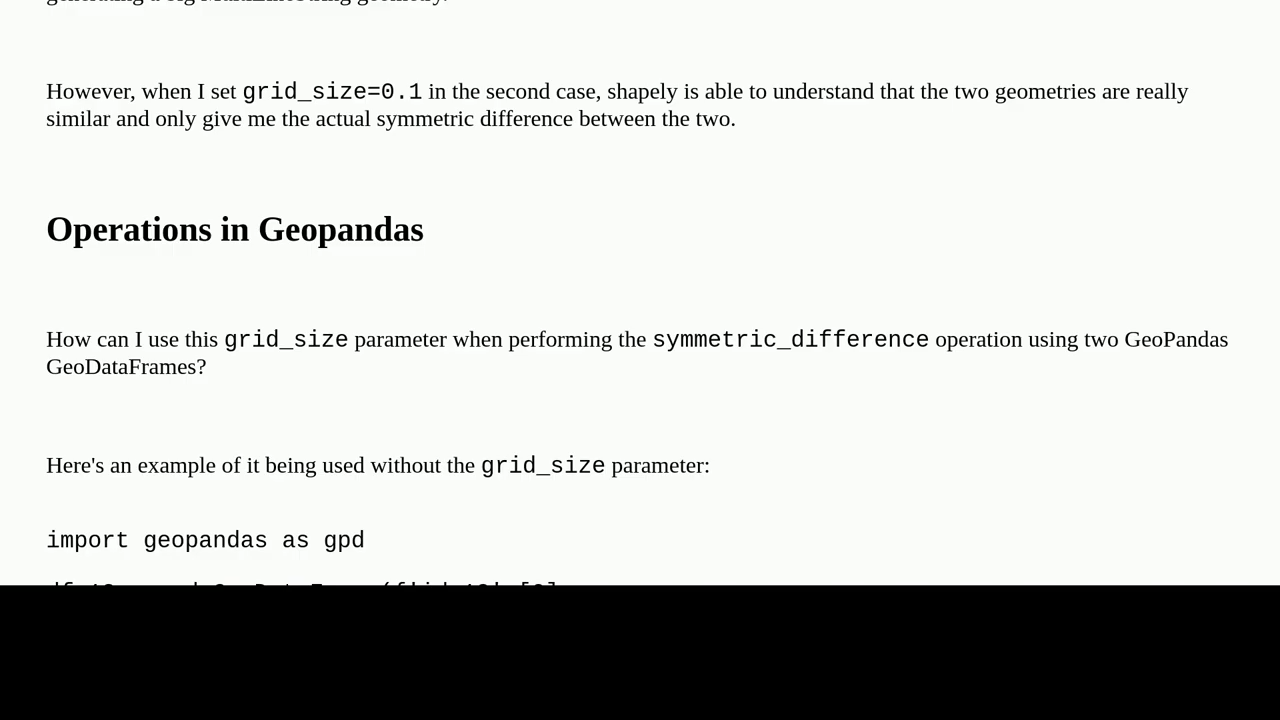 However, when I set grid_size=0.1 in the second case, shapely is able to understand that the two geometries are really
similar and only give me the actual symmetric difference between the two.
Operations in Geopandas
How can I use this grid_size parameter when performing the symmetric_difference operation using two GeoPandas
GeoDataFrames?
Here's an example of it being used without the grid_size parameter:
import geopandas as gpd